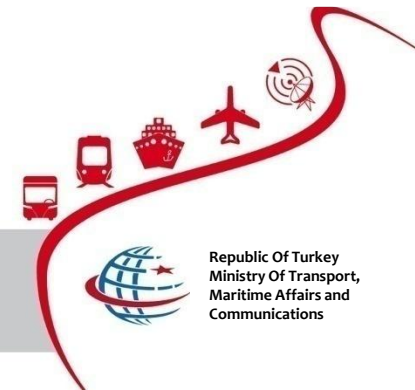 Republic Of Turkey
Ministry Of Transport,
Maritime Affairs and
Communications